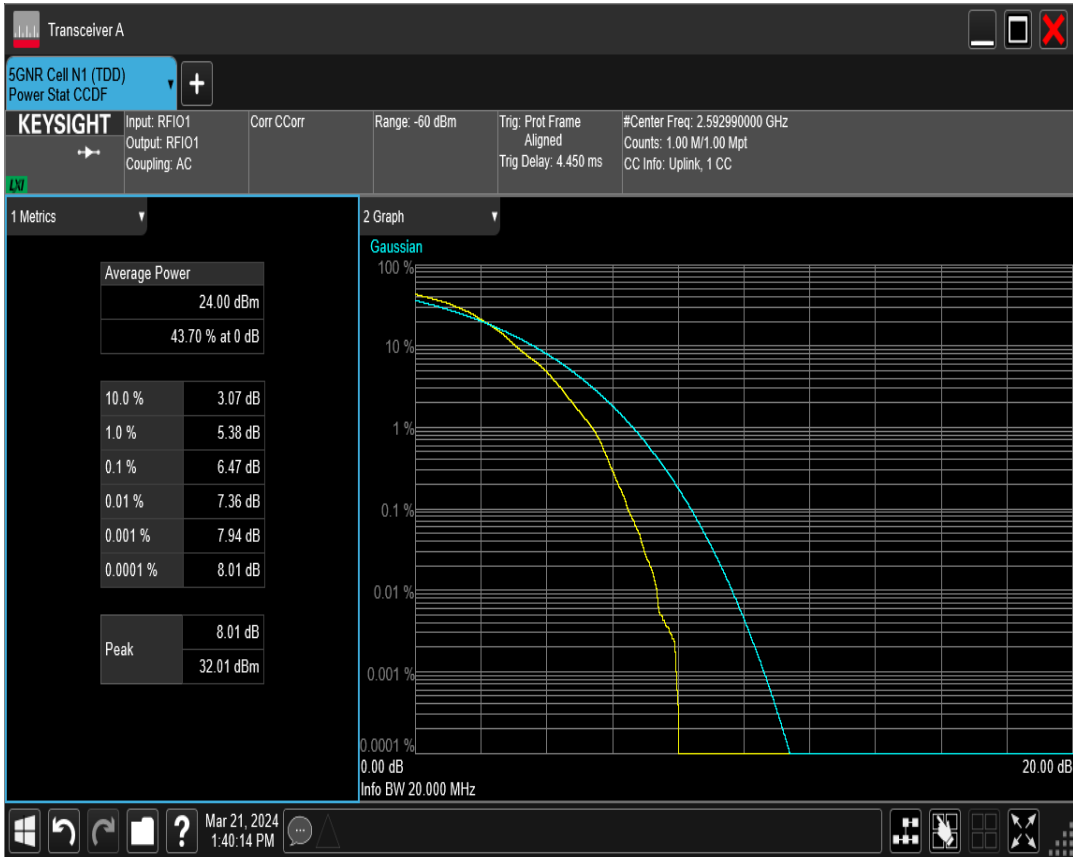 Transceiver A
5GNR Cell N1 (TDD)
Power Stat CCDF
+
KEYSIGHT
LXI
Input: RFIO1
Output: RFIO1
Coupling: AC
Corr CCorr
Range: -60 dBm
Trig: Prot Frame
Aligned
Trig Delay: 4.450 ms
#Center Freq: 2.592990000 GHz
Counts: 1.00 M/1.00 Mpt
CC Info: Uplink, 1 CC
1 Metrics
Average Power
24.00 dBm
43.70 % at 0 dB
10.0 % 3.07 dB
1.0 % 5.38 dB
0.1 % 6.47 dB
0.01 % 7.36 dB
0.001 % 7.94 dB
0.0001 % 8.01 dB
Peak
8.01 dB
32.01 dBm
2 Graph
Gaussian
100 %
10 %
1 %
0.1 %
0.01 %
0.001 %
0.0001 %
0.00 dB 20.00 dB
Info BW 20.000 MHz
?
Mar 21, 2024
1:40:14 PM